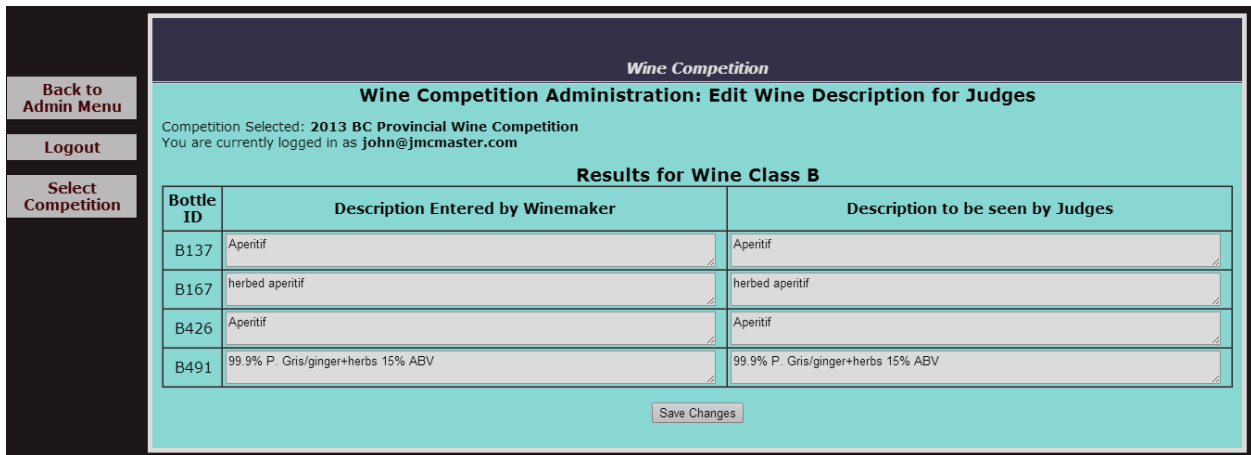 Wine Competition
Back to
Admin Menu
Logout
Select
Competition
Wine Competition Administration: Edit Wine Description for Judges
Competition Selected: 2013 BC Provincial Wine Competition
You are currently logged in as john@jmcmaster.com
Results for Wine Class B
Bottle
ID
Description Entered by Winemaker
Description to be seen by Judges
B137
Aperitif
Aperitif
B167
herbed aperitif
herbed aperitif
B426
Aperitif
Aperitif
B491
99.9% P. Gris/ginger+herbs 15% ABV
99.9% P. Gris/ginger+herbs 15% ABV
Save Changes